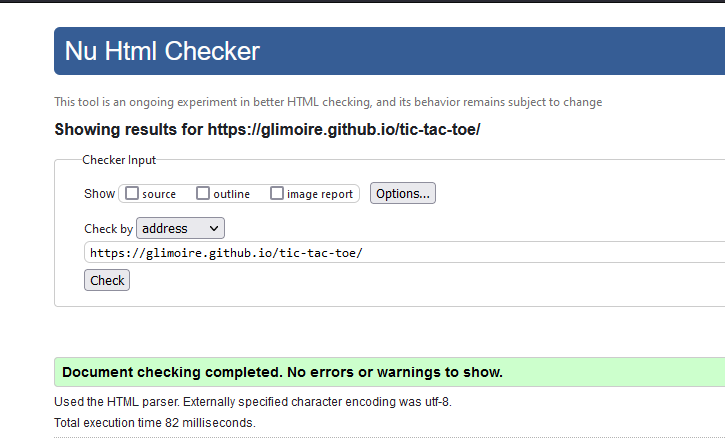 Nu Html Checker
This tool is an ongoing experiment in better HTML checking, and its behavior remains subject to change
Showing results for https://glimoire.github.io/tic-tac-toe/
Checker Input
Show source outline image report Options...
Check by address
https://glimoire.github.io/tic-tac-toe/
Check
Document checking completed. No errors or warnings to show.
Used the HTML parser. Externally specified character encoding was utf-8.
Total execution time 82 milliseconds.